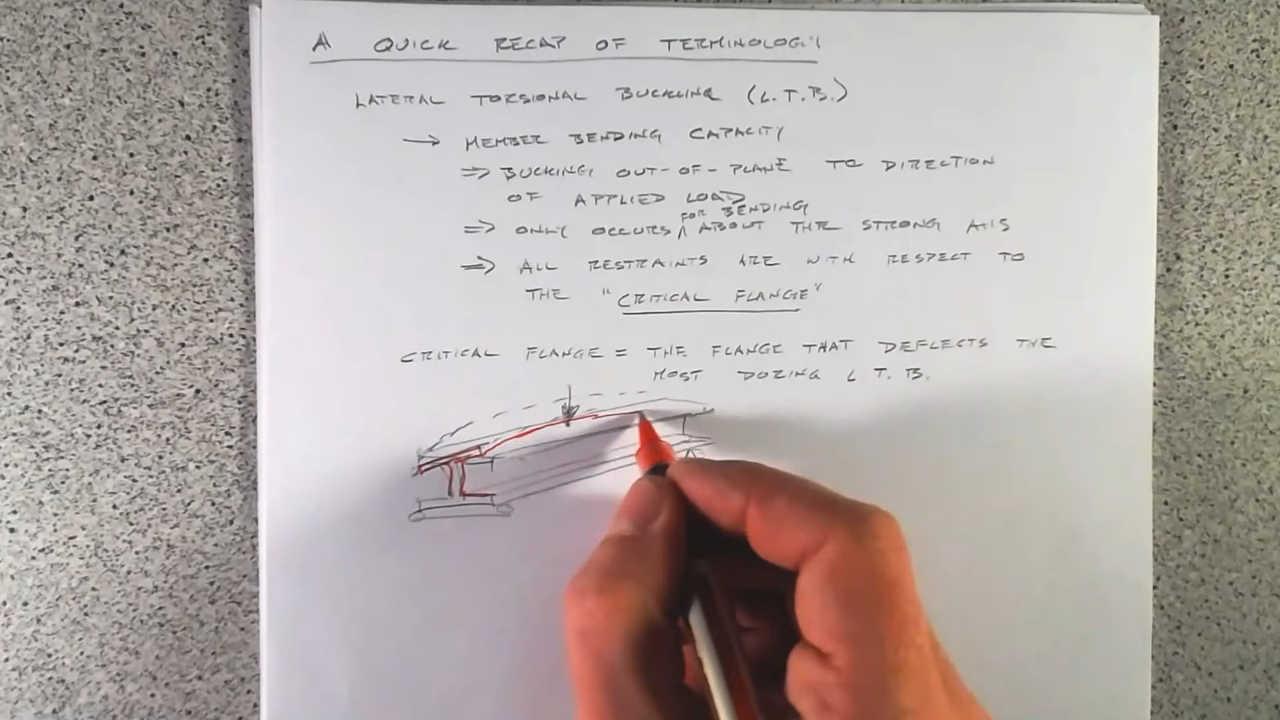 A QUICK RECAP OF TERMINOLOGY
LATERAL TORSIONAL BUCKLING (L.T.B.)
→ MEMBER BENDING CAPACITY
⇒ BUCKING OUT-OF-PLANE TO DIRECTION
OF APPLIED LOAD
FOR BENDING
⇒ ONLY OCCURS ^ ABOUT THE STRONG AXIS
⇒ ALL RESTRAINTS ARE WITH RESPECT TO
THE "CRITICAL FLANGE"
CRITICAL FLANGE = THE FLANGE THAT DEFLECTS THE
MOST DURING L.T.B.